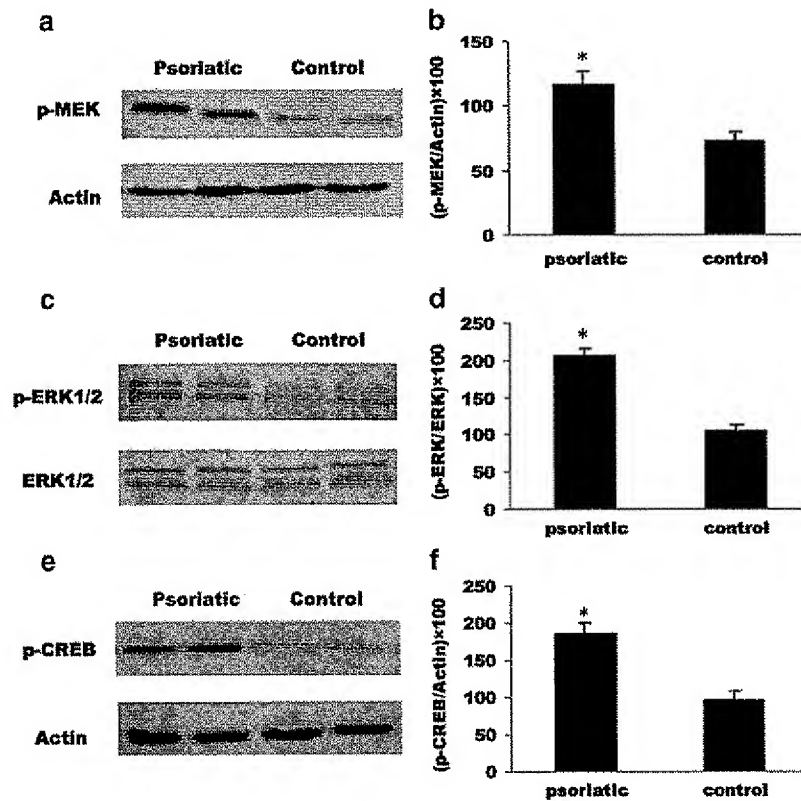 a
Psoriatic Control
p-MEK
Actin
b
(p-MEK/Actin)×100
150
100
50
0
*
psoriatic control
c
Psoriatic Control
p-ERK1/2
ERK1/2
d
(p-ERK/ERK)×100
250
200
150
100
50
0
*
psoriatic control
e
Psoriatic Control
p-CREB
Actin
f
(p-CREB/Actin)×100
250
200
150
100
50
0
*
psoriatic control